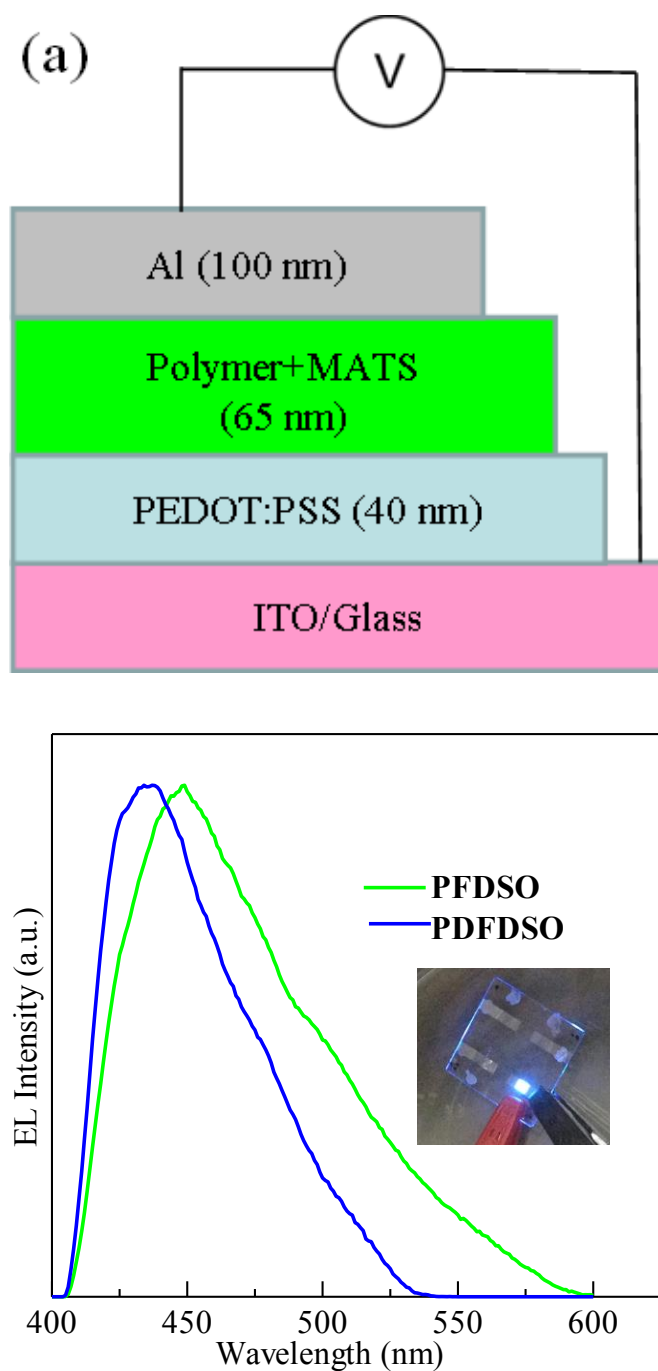 (a)
V
Al (100 nm)
Polymer+MATS
(65 nm)
PEDOT:PSS (40 nm)
ITO/Glass
EL Intensity (a.u.)
PFDSO
PDFDSO
400 450 500 550 600
Wavelength (nm)